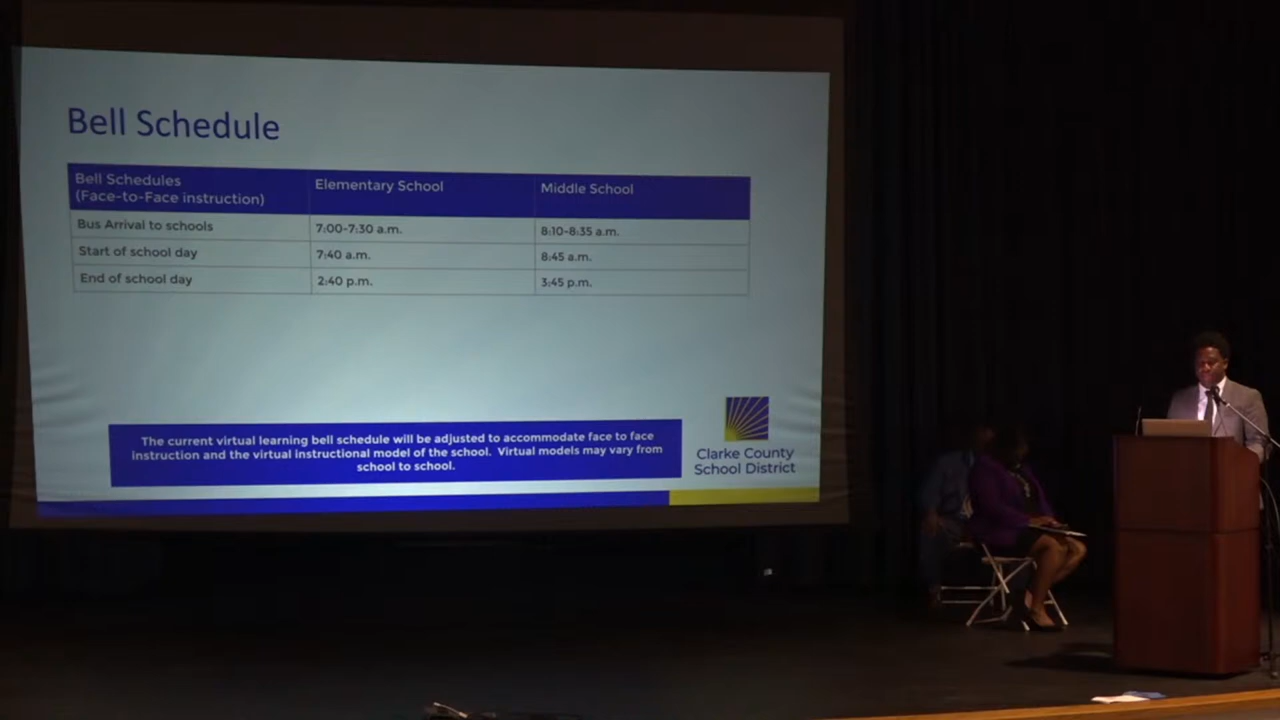 Bell Schedule
Bell Schedules
(Face-to-Face instruction)
Elementary School
Middle School
Bus Arrival to schools
7:00-7:30 a.m.
8:10-8:35 a.m.
Start of school day
7:40 a.m.
8:45 a.m.
End of school day
2:40 p.m.
3:45 p.m.
The current virtual learning bell schedule will be adjusted to accommodate face to face
instruction and the virtual instructional model of the school. Virtual models may vary from
school to school.
Clarke County
School District